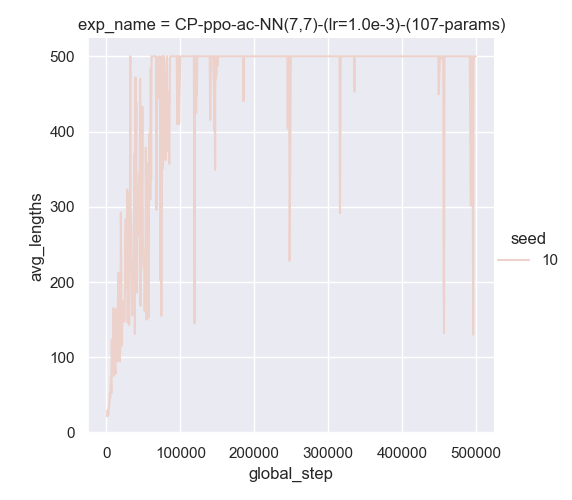 exp_name = CP-ppo-ac-NN(7,7)-(lr=1.0e-3)-(107-params)
500
400
300
200
100
0
avg_lengths
0 100000 200000 300000 400000 500000
global_step
seed
10